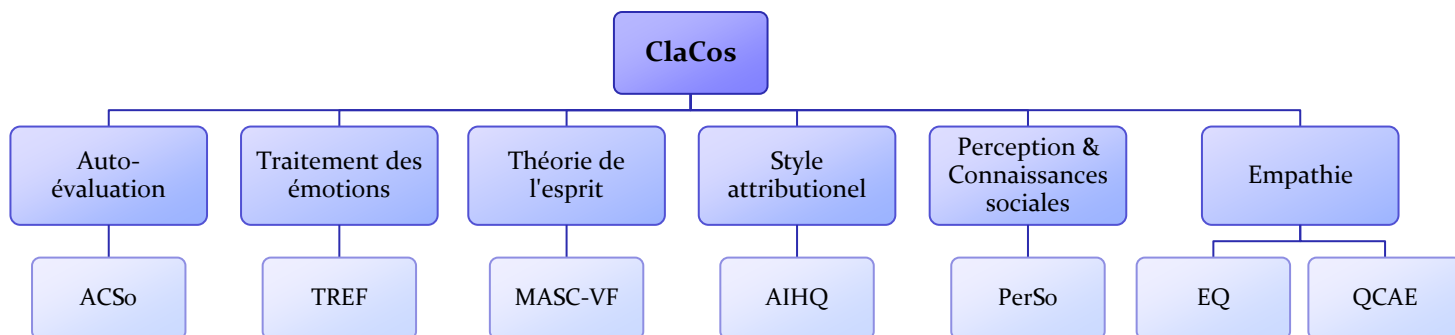 ClaCos
Auto-
évaluation
Traitement des
émotions
Théorie de
l'esprit
Style
attributionel
Perception &
Connaissances
sociales
Empathie
ACSo
TREF
MASC-VF
AIHQ
PerSo
EQ
QCAE